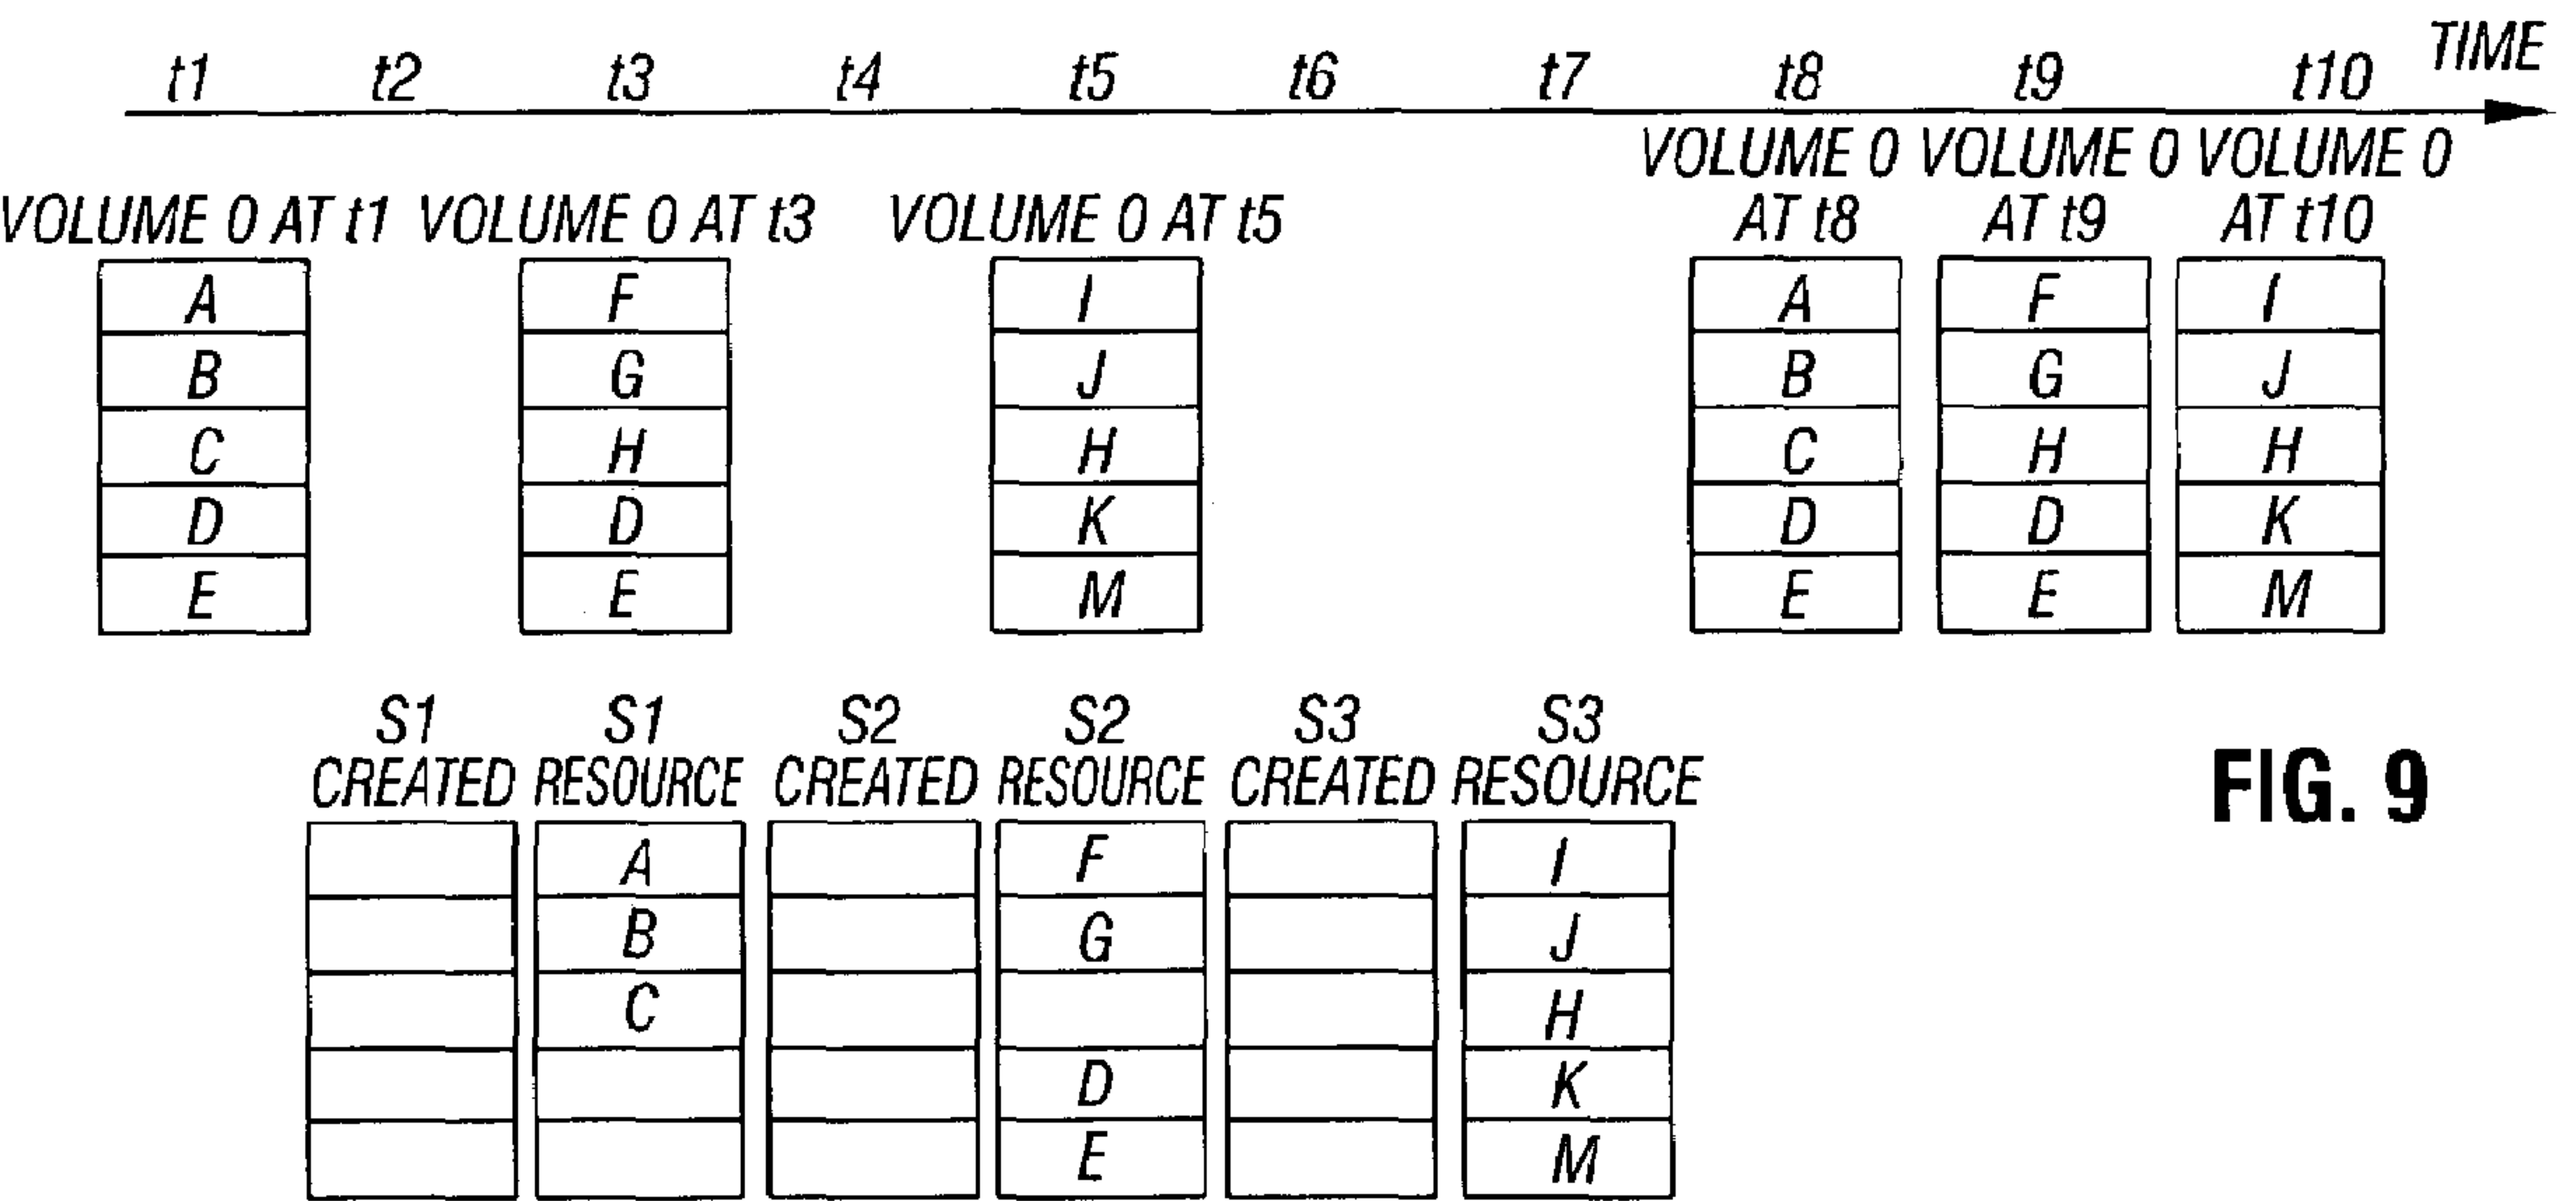 t1 t2 t3 t4 t5 t6 t7 t8 t9 t10 TIME
VOLUME 0 AT t1 VOLUME 0 AT t3 VOLUME 0 AT t5 VOLUME 0 AT t8 VOLUME 0 AT t9 VOLUME 0 AT t10
A F I A F I
B G J B G J
C H H C H H
D D K D D K
E E M E E M
S1 CREATED S1 RESOURCE S2 CREATED S2 RESOURCE S3 CREATED S3 RESOURCE
A F I
B G J
C H
D K
E M
FIG. 9